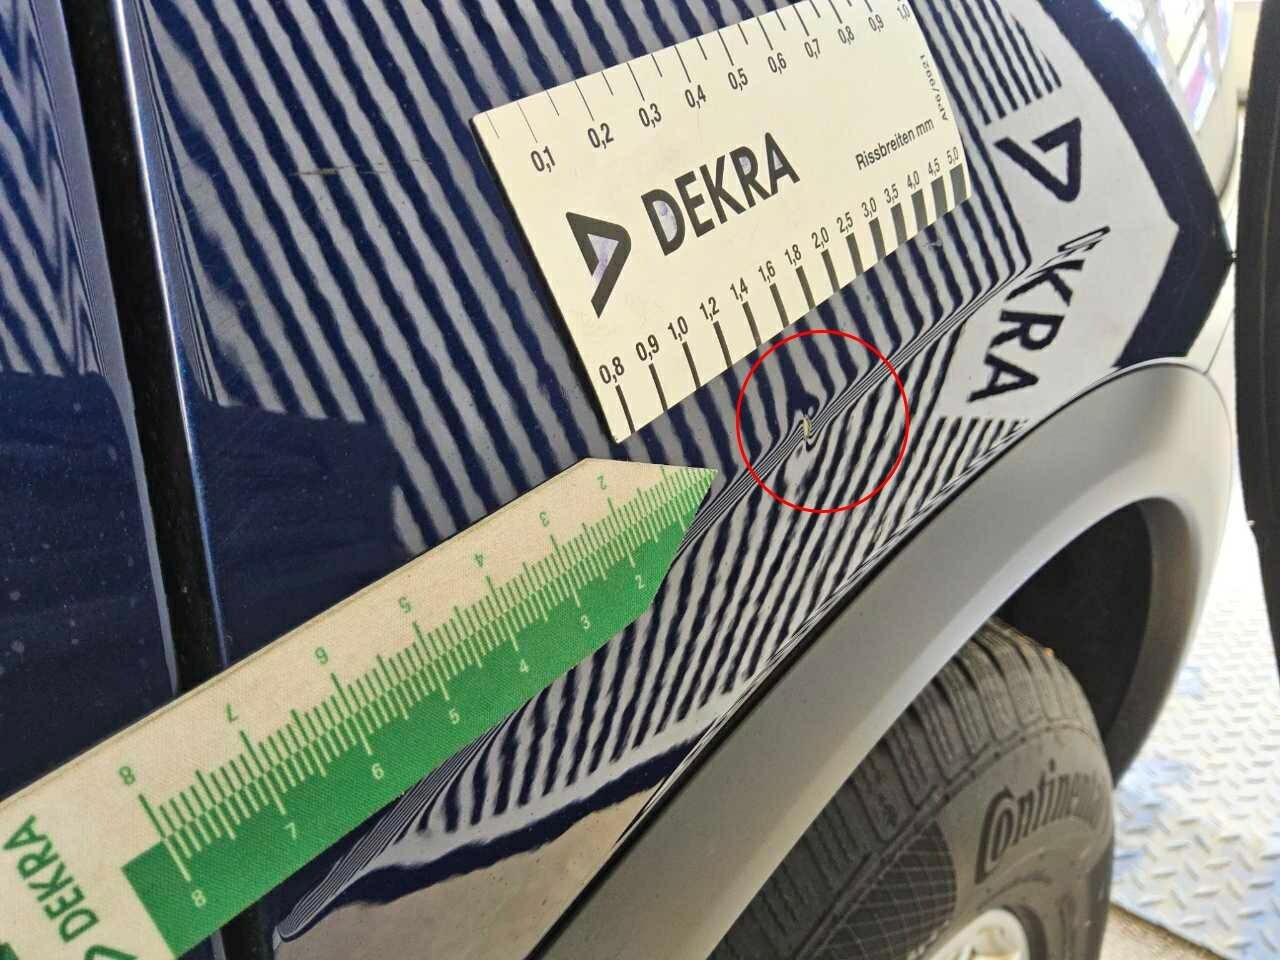 0,1 0,2 0,3 0,4 0,5 0,6 0,7 0,8 0,9 1,0
DEKRA
Rissbreiten mm
0,8 0,9 1,0 1,2 1,4 1,6 1,8 2,0 2,5 3,0 3,5 4,0 4,5 5,0
DEKRA
2 3 4 5 6 7 8
2 3 4 5 6 7 8
DEKRA
Continental